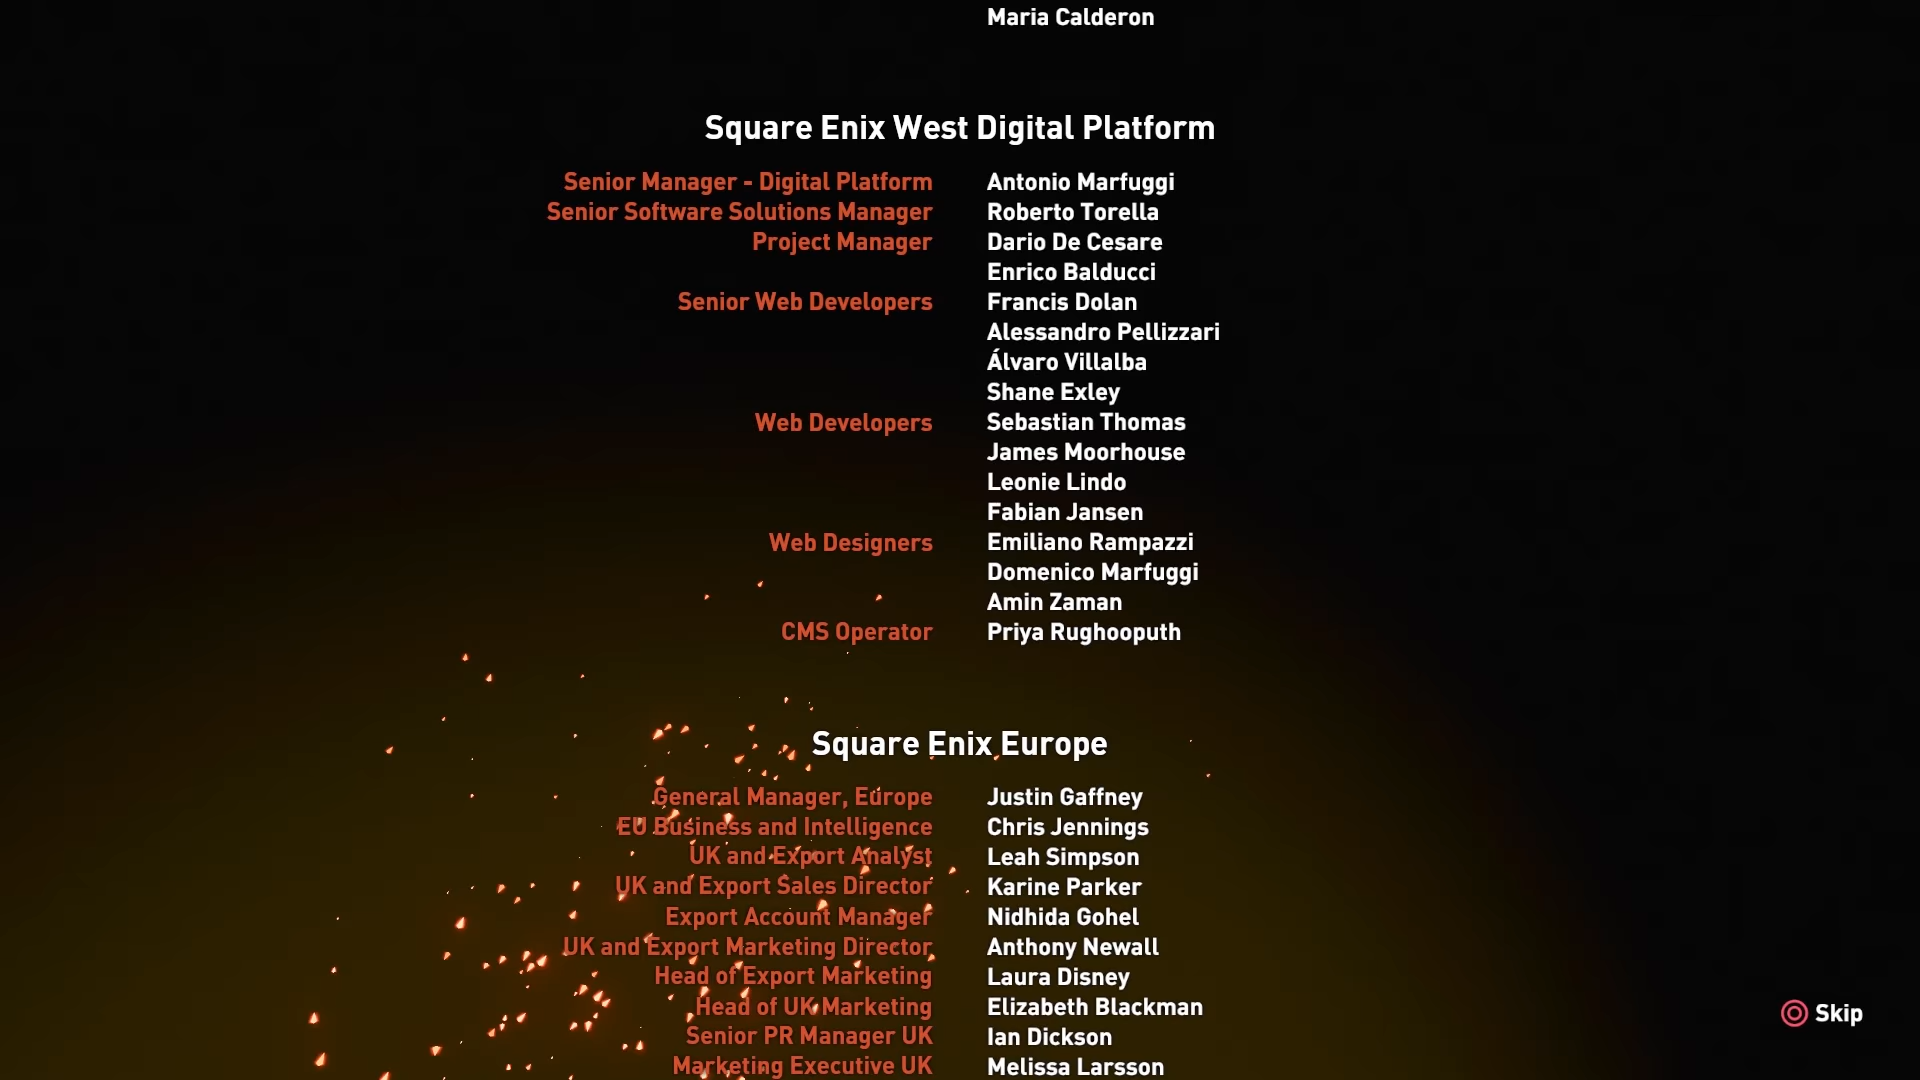 Maria Calderon
Square Enix West Digital Platform
Senior Manager - Digital Platform Antonio Marfuggi
Senior Software Solutions Manager Roberto Torella
Project Manager Dario De Cesare
Enrico Balducci
Senior Web Developers Francis Dolan
Alessandro Pellizzari
Álvaro Villalba
Shane Exley
Web Developers Sebastian Thomas
James Moorhouse
Leonie Lindo
Fabian Jansen
Web Designers Emiliano Rampazzi
Domenico Marfuggi
Amin Zaman
CMS Operator Priya Rughooputh
Square Enix Europe
General Manager, Europe Justin Gaffney
EU Business and Intelligence Chris Jennings
UK and Export Analyst Leah Simpson
UK and Export Sales Director Karine Parker
Export Account Manager Nidhida Gohel
UK and Export Marketing Director Anthony Newall
Head of Export Marketing Laura Disney
Head of UK Marketing Elizabeth Blackman
Senior PR Manager UK Ian Dickson
Marketing Executive UK Melissa Larsson
Skip